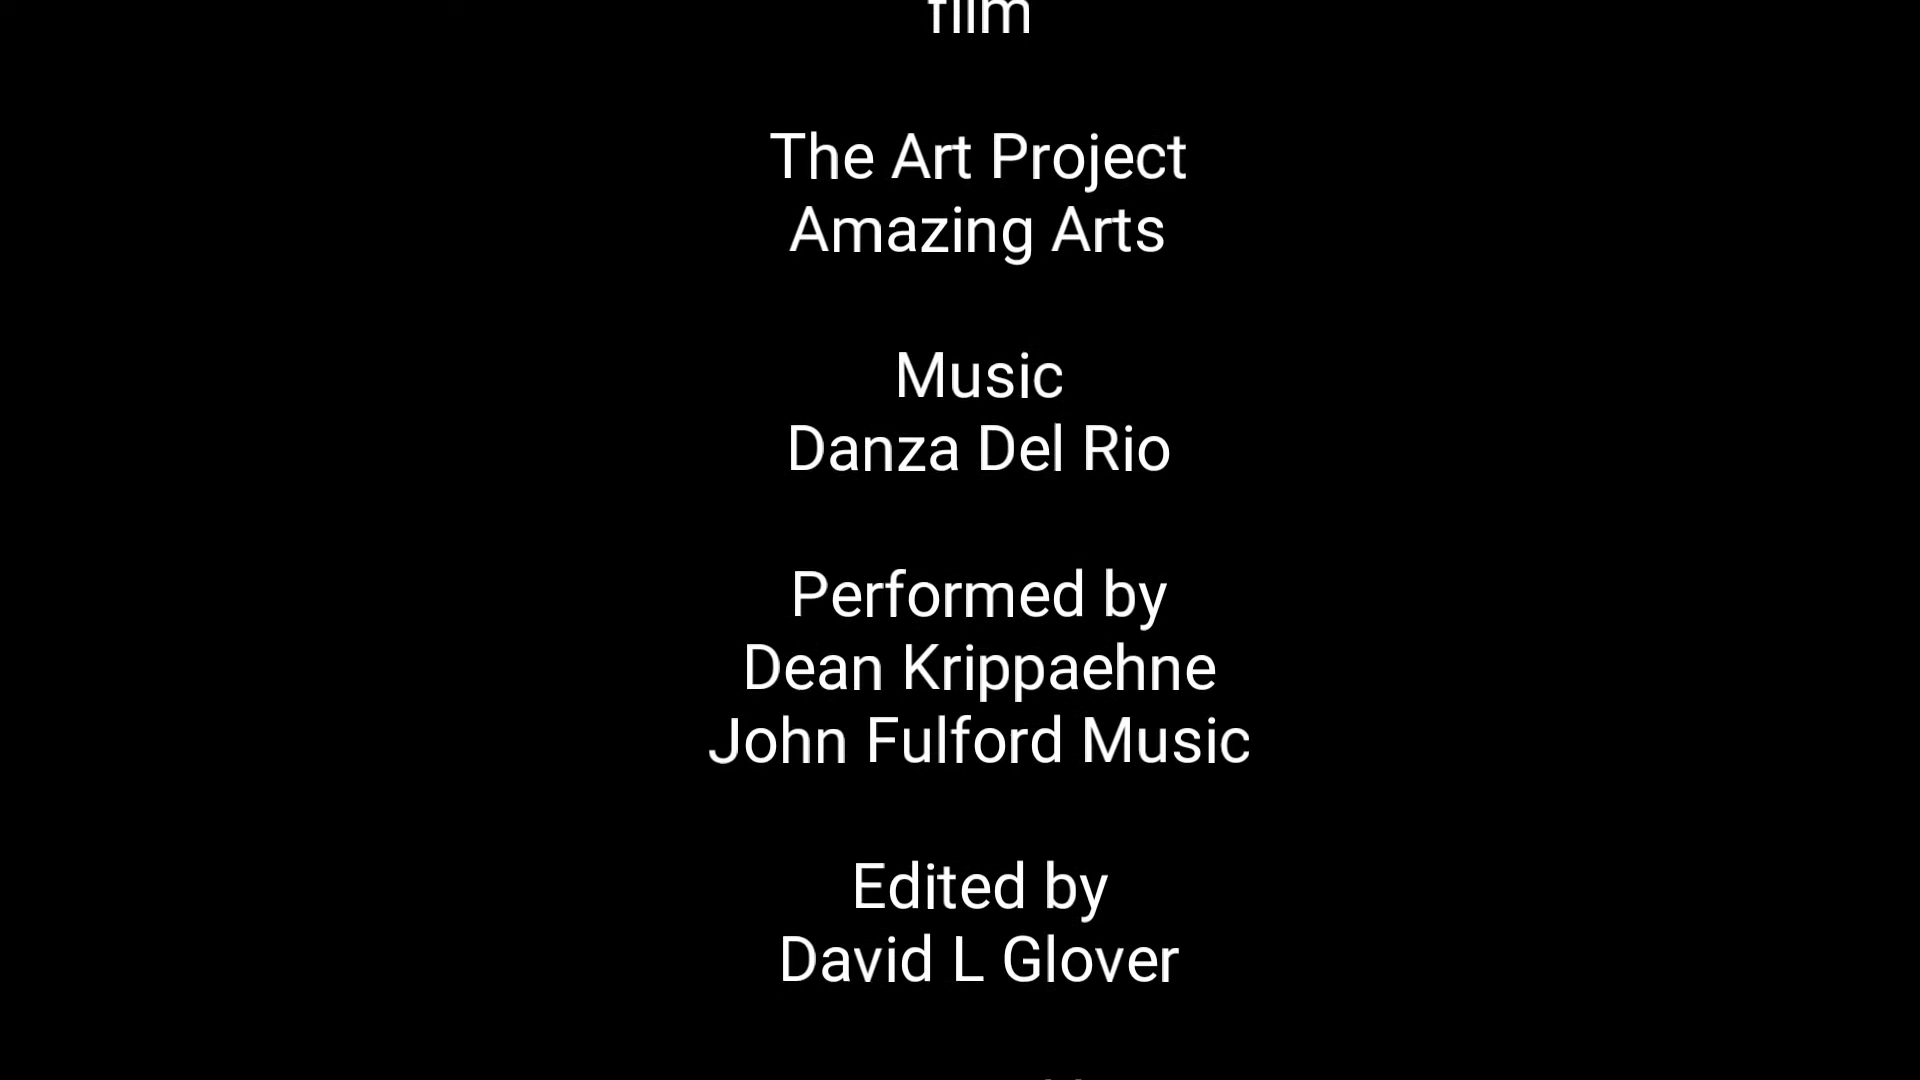 film
The Art Project
Amazing Arts
Music
Danza Del Rio
Performed by
Dean Krippaehne
John Fulford Music
Edited by
David L Glover